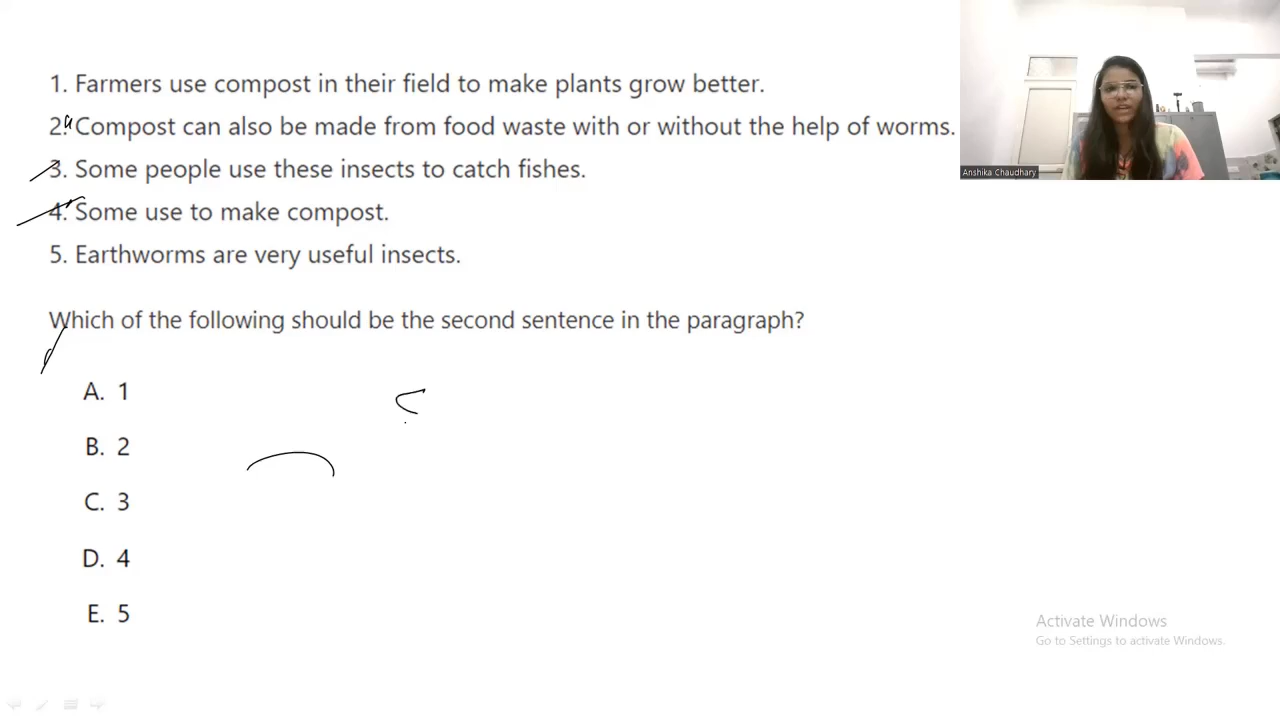 1. Farmers use compost in their field to make plants grow better.
2. Compost can also be made from food waste with or without the help of worms.
3. Some people use these insects to catch fishes.
4. Some use to make compost.
5. Earthworms are very useful insects.
Which of the following should be the second sentence in the paragraph?
A. 1
B. 2
C. 3
D. 4
E. 5
Anshika Chaudhary
Activate Windows
Go to Settings to activate Windows.